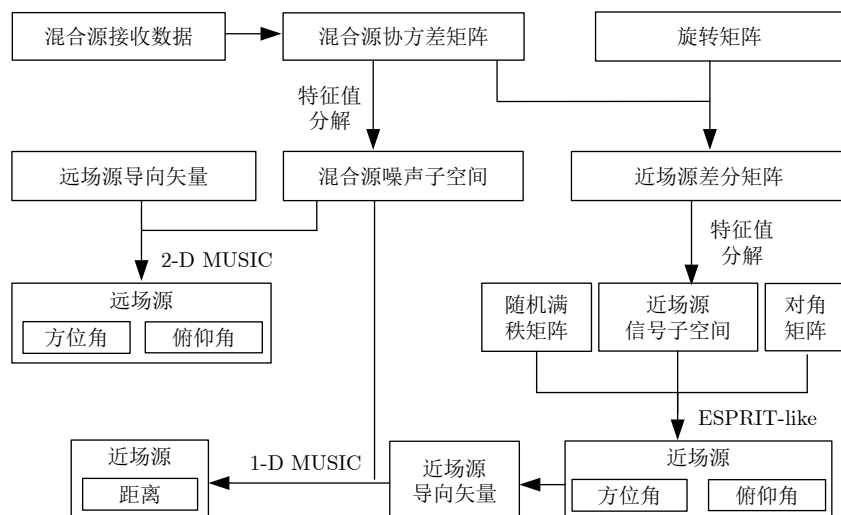 混合源接收数据
混合源协方差矩阵
旋转矩阵
特征值
分解
远场源导向矢量
混合源噪声子空间
近场源差分矩阵
2-D MUSIC
特征值
分解
远场源
方位角
俯仰角
随机满
秩矩阵
近场源
信号子空间
对角
矩阵
ESPRIT-like
近场源
距离
1-D MUSIC
近场源
导向矢量
近场源
方位角
俯仰角